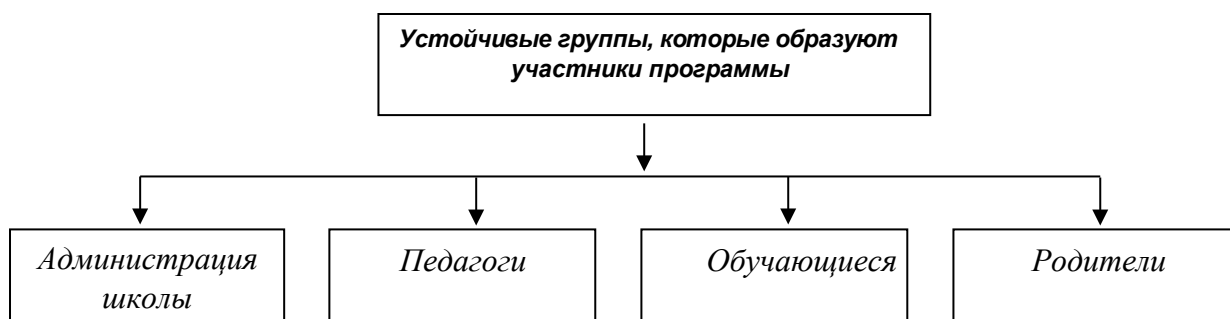 Устойчивые группы, которые образуют
участники программы
Администрация
школы
Педагоги
Обучающиеся
Родители